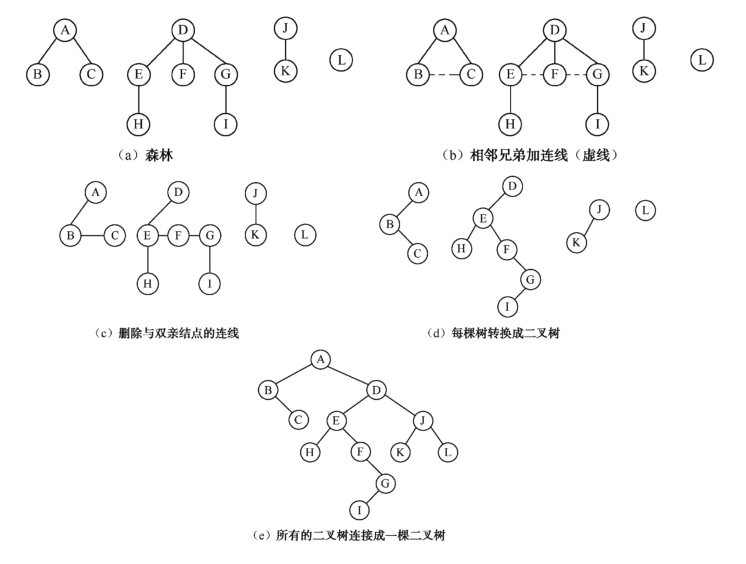 A D J
B C E F G K L
H I
(a) 森林
A D J
B C E F G K L
H I
(b) 相邻兄弟加连线(虚线)
A D J
B C E F G K L
H I
(c) 删除与双亲结点的连线
A D J L
B E K
C H F
G
I
(d) 每棵树转换成二叉树
A
B D
C E J
H F K L
G
I
(e) 所有的二叉树连接成一棵二叉树